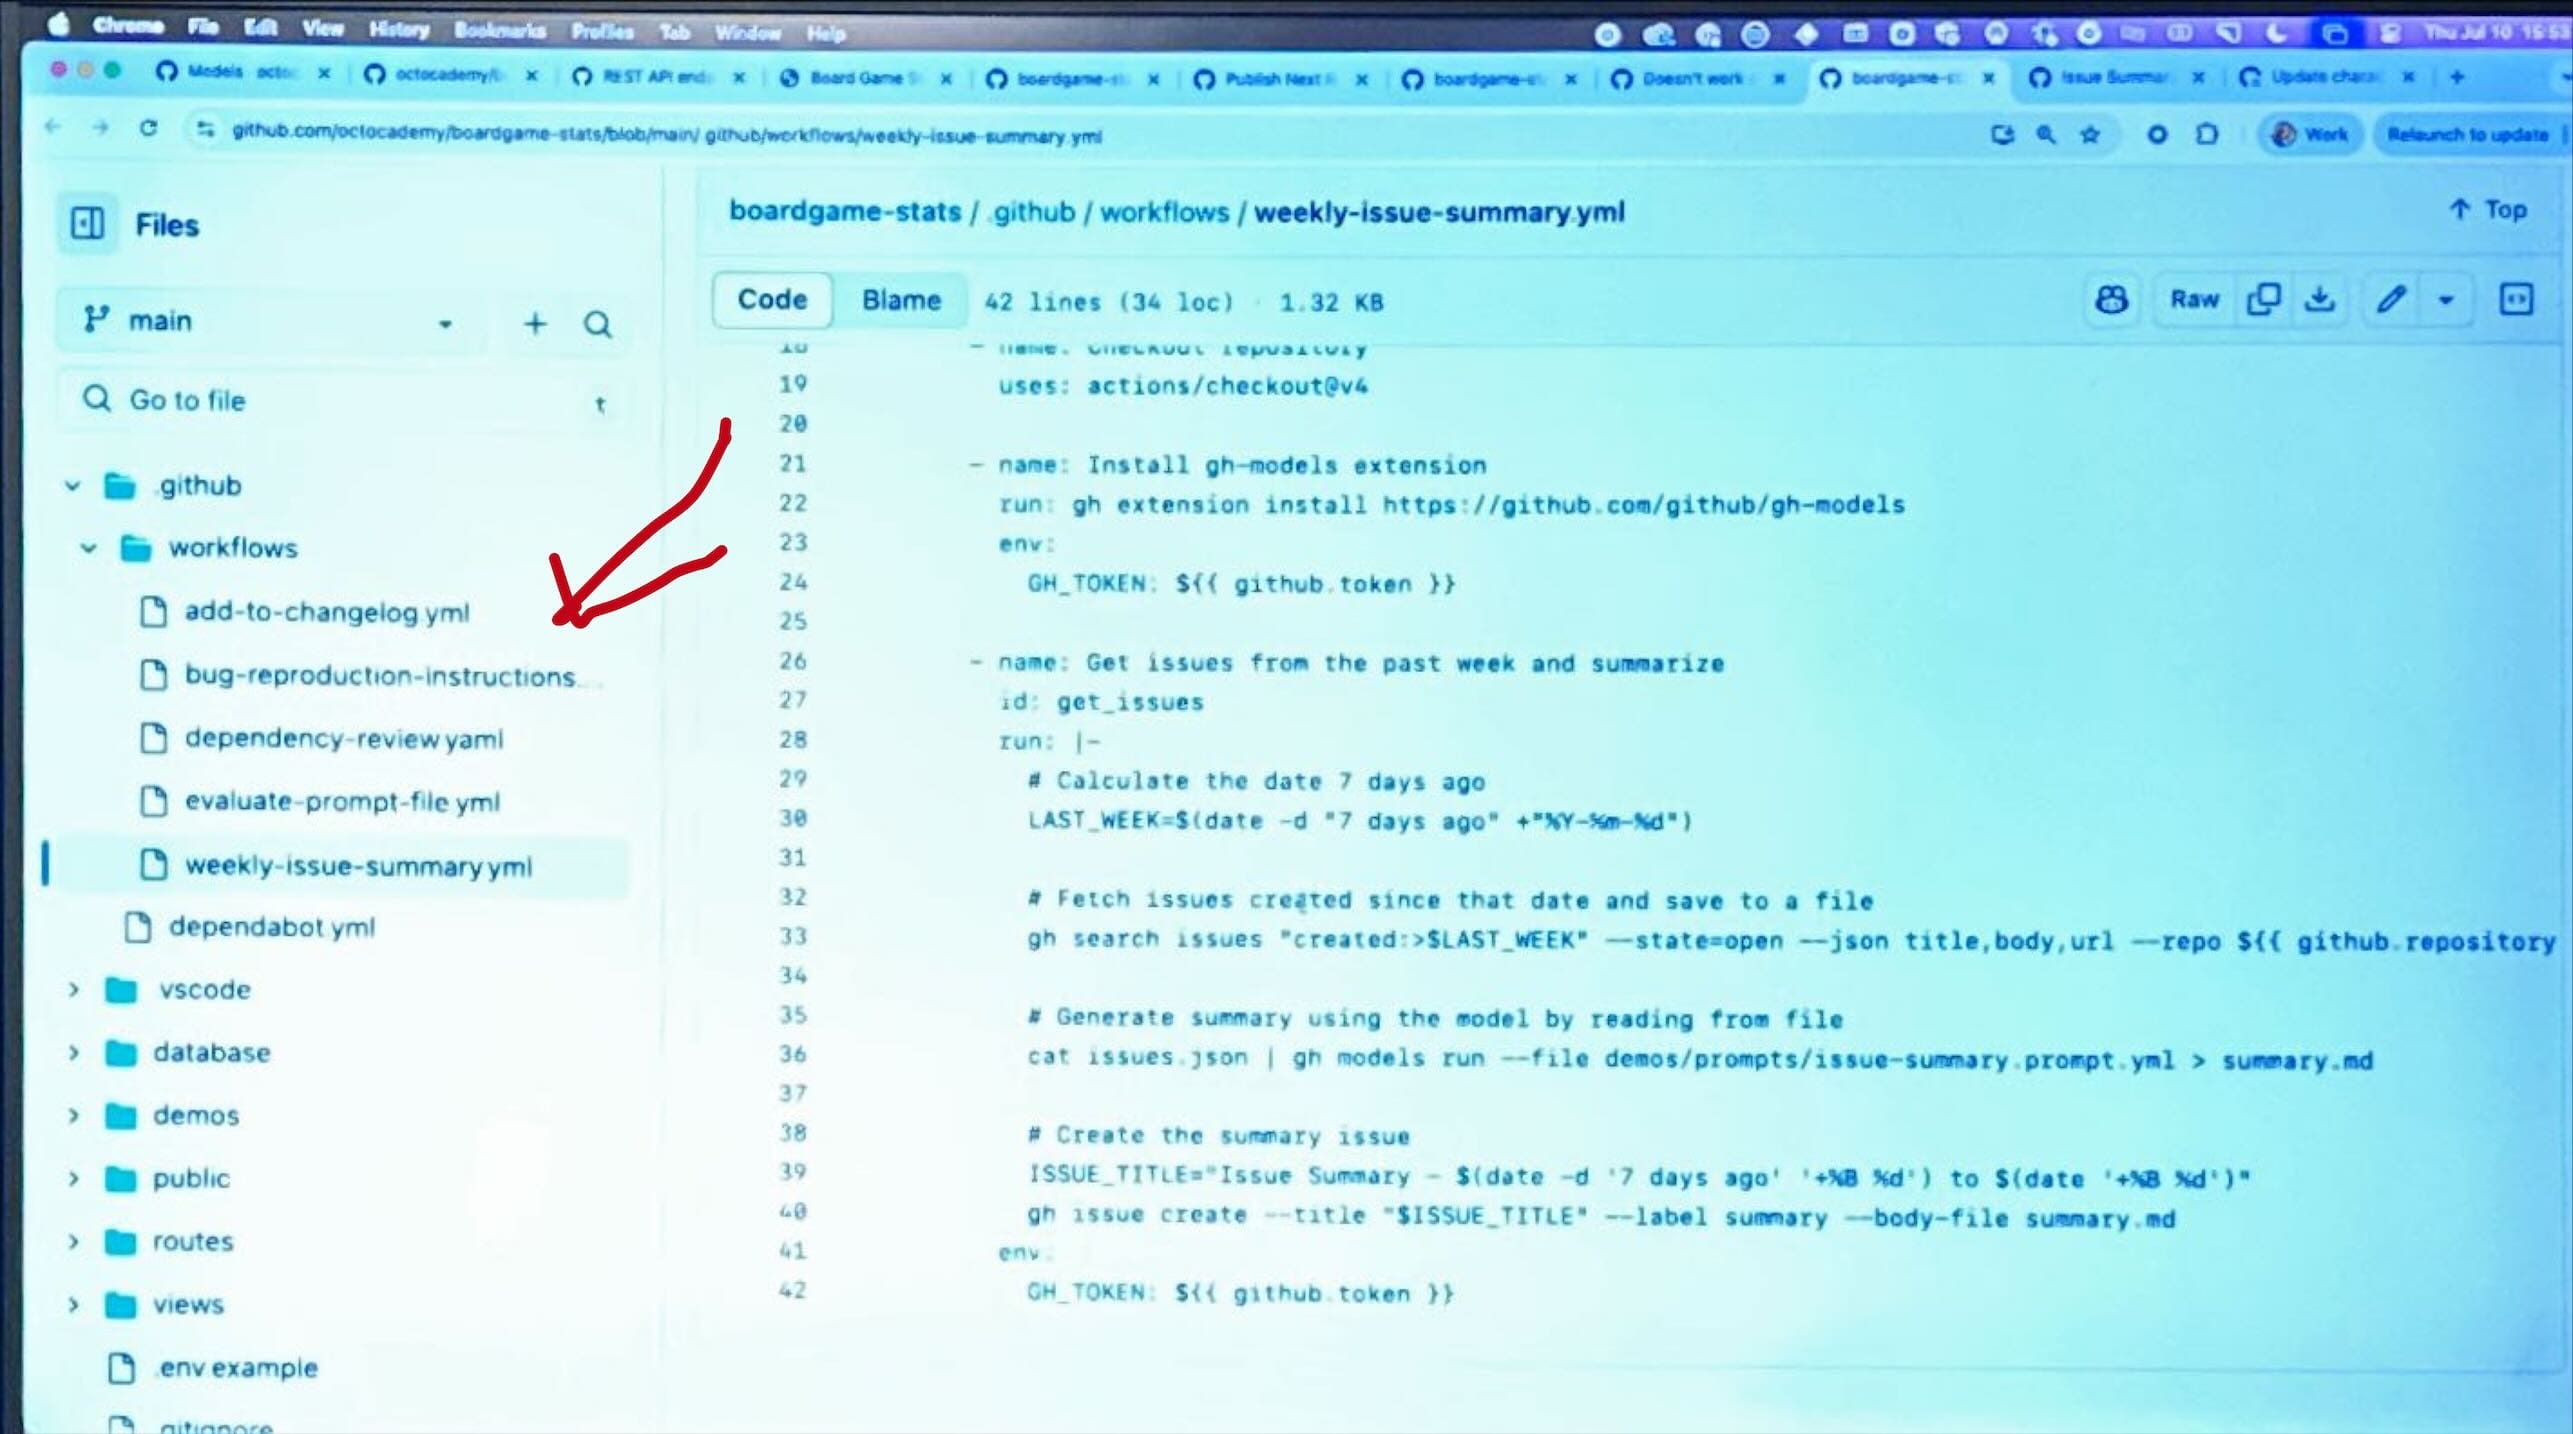 Chrome File Edit View History Bookmarks Profiles Tab Window Help Thu Jul 10 15:53
Models octoc octocademy/ REST API end Board Game S boardgame-st Publish Next boardgame-st Doesn't work boardgame-st Issue Summar Update chara
github.com/octocademy/boardgame-stats/blob/main/ github/workflows/weekly-issue-summary.yml Work Relaunch to update
Files
main
Go to file t
.github
workflows
add-to-changelog.yml
bug-reproduction-instructions...
dependency-review.yaml
evaluate-prompt-file.yml
weekly-issue-summary.yml
dependabot.yml
vscode
database
demos
public
routes
views
.env example
.gitignore
boardgame-stats / .github / workflows / weekly-issue-summary.yml
Top
Code Blame 42 lines (34 loc) · 1.32 KB Raw
18 - name: Checkout repository
19 uses: actions/checkout@v4
20
21 - name: Install gh-models extension
22 run: gh extension install https://github.com/github/gh-models
23 env:
24 GH_TOKEN: ${{ github.token }}
25
26 - name: Get issues from the past week and summarize
27 id: get_issues
28 run: |-
29 # Calculate the date 7 days ago
30 LAST_WEEK=$(date -d "7 days ago" +"%Y-%m-%d")
31
32 # Fetch issues created since that date and save to a file
33 gh search issues "created:>$LAST_WEEK" --state=open --json title,body,url --repo ${{ github.repository
34
35 # Generate summary using the model by reading from file
36 cat issues.json | gh models run --file demos/prompts/issue-summary.prompt.yml > summary.md
37
38 # Create the summary issue
39 ISSUE_TITLE="Issue Summary - $(date -d '7 days ago' '+%B %d') to $(date '+%B %d')"
40 gh issue create --title "$ISSUE_TITLE" --label summary --body-file summary.md
41 env:
42 GH_TOKEN: ${{ github.token }}